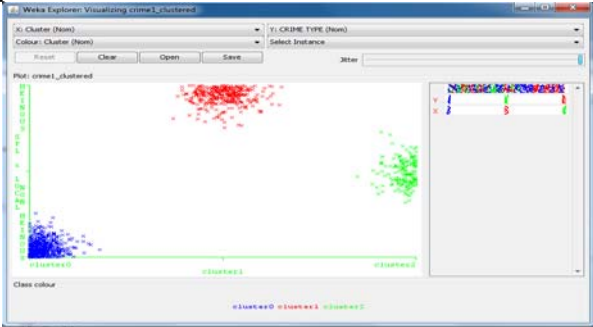 Weka Explorer: Visualizing crime1_clustered
X: Cluster (Nom)
Y: CRIME TYPE (Nom)
Colour: Cluster (Nom)
Select Instance
Reset
Clear
Open
Save
Jitter
Plot: crime1_clustered
Y
X
cluster0
cluster1
cluster2
Class colour
cluster0 cluster1 cluster2